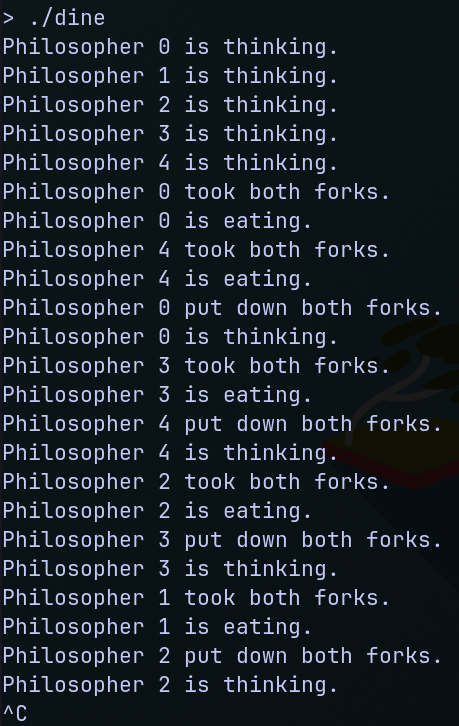 > ./dine
Philosopher 0 is thinking.
Philosopher 1 is thinking.
Philosopher 2 is thinking.
Philosopher 3 is thinking.
Philosopher 4 is thinking.
Philosopher 0 took both forks.
Philosopher 0 is eating.
Philosopher 4 took both forks.
Philosopher 4 is eating.
Philosopher 0 put down both forks.
Philosopher 0 is thinking.
Philosopher 3 took both forks.
Philosopher 3 is eating.
Philosopher 4 put down both forks.
Philosopher 4 is thinking.
Philosopher 2 took both forks.
Philosopher 2 is eating.
Philosopher 3 put down both forks.
Philosopher 3 is thinking.
Philosopher 1 took both forks.
Philosopher 1 is eating.
Philosopher 2 put down both forks.
Philosopher 2 is thinking.
^C